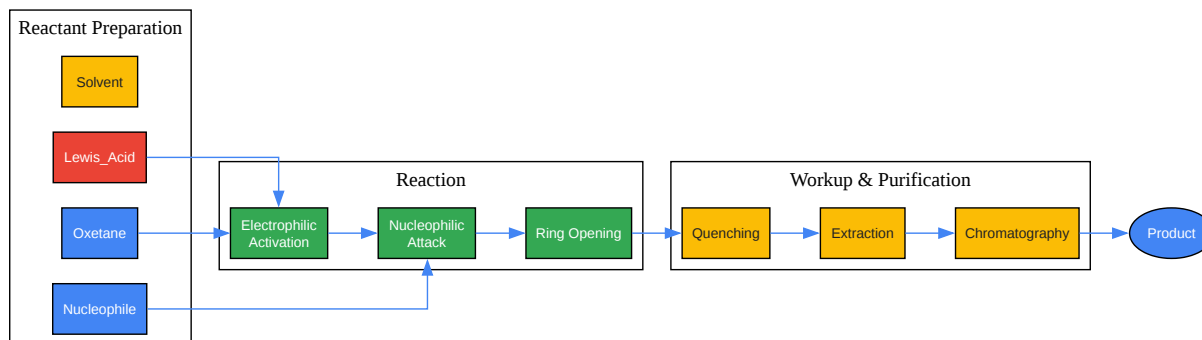 Reactant Preparation
Solvent
Lewis_Acid
Oxetane
Nucleophile
Reaction
Electrophilic
Activation
Nucleophilic
Attack
Ring Opening
Workup & Purification
Quenching
Extraction
Chromatography
Product